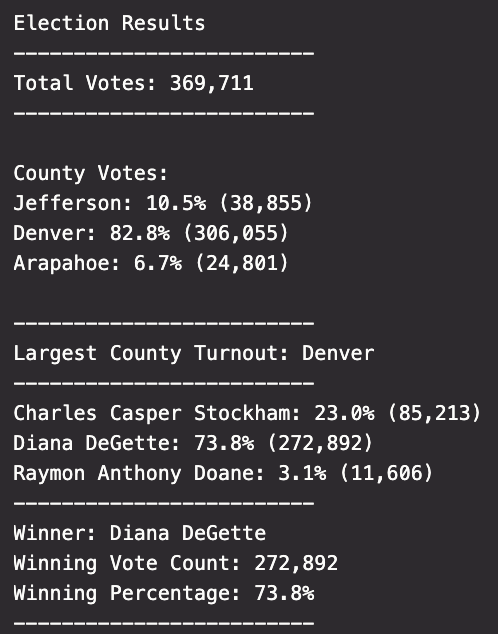 Election Results
-------------------------
Total Votes: 369,711
-------------------------

County Votes:
Jefferson: 10.5% (38,855)
Denver: 82.8% (306,055)
Arapahoe: 6.7% (24,801)

-------------------------
Largest County Turnout: Denver
-------------------------
Charles Casper Stockham: 23.0% (85,213)
Diana DeGette: 73.8% (272,892)
Raymon Anthony Doane: 3.1% (11,606)
-------------------------
Winner: Diana DeGette
Winning Vote Count: 272,892
Winning Percentage: 73.8%
-------------------------